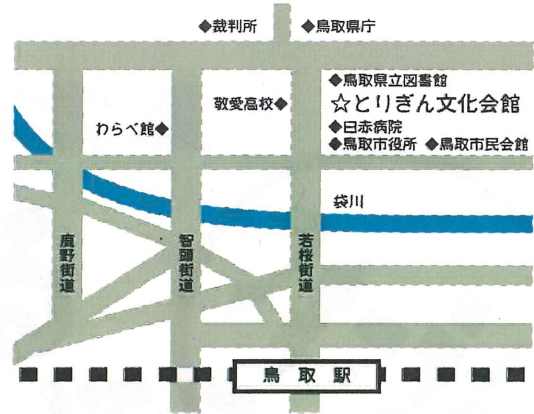 ◆裁判所
◆鳥取県庁
◆鳥取県立図書館
☆とりぎん文化会館
◆日赤病院
◆鳥取市役所 ◆鳥取市民会館
敬愛高校◆
わらべ館◆
袋川
鹿野街道
智頭街道
若桜街道
鳥取駅